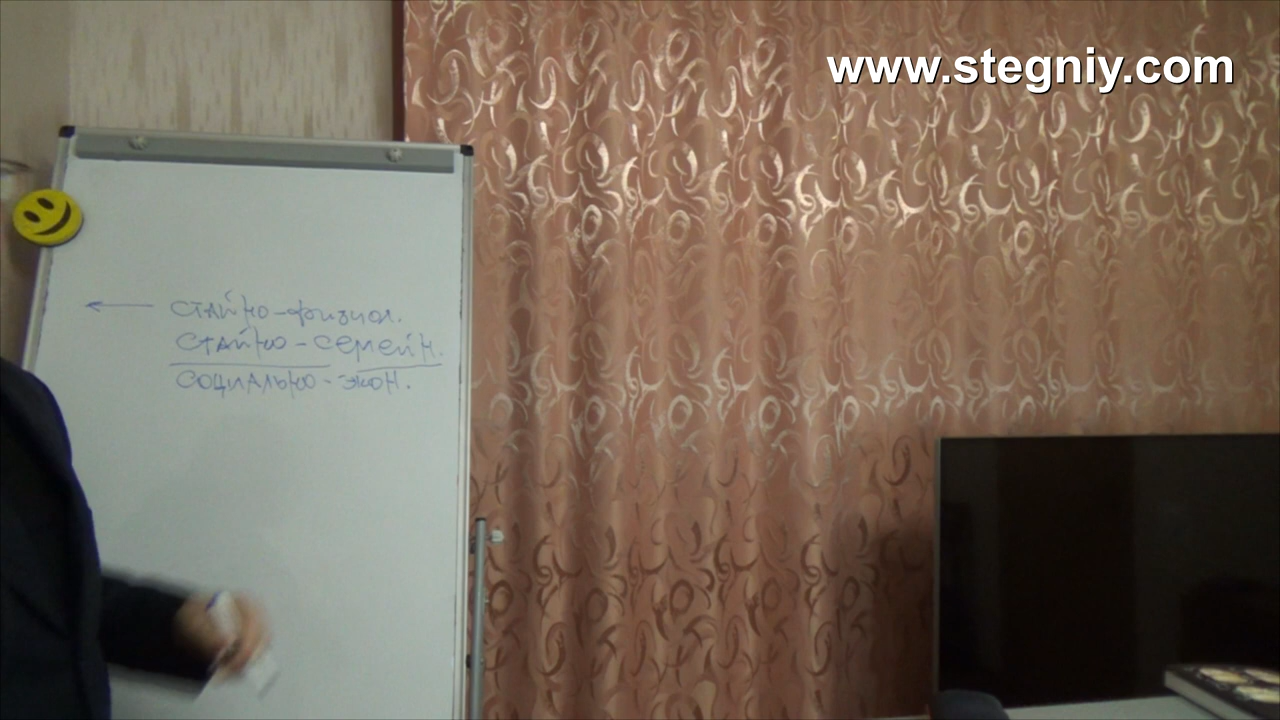 www.stegniy.com
стайно-физиол.
стайно-семейн.
социально-экон.